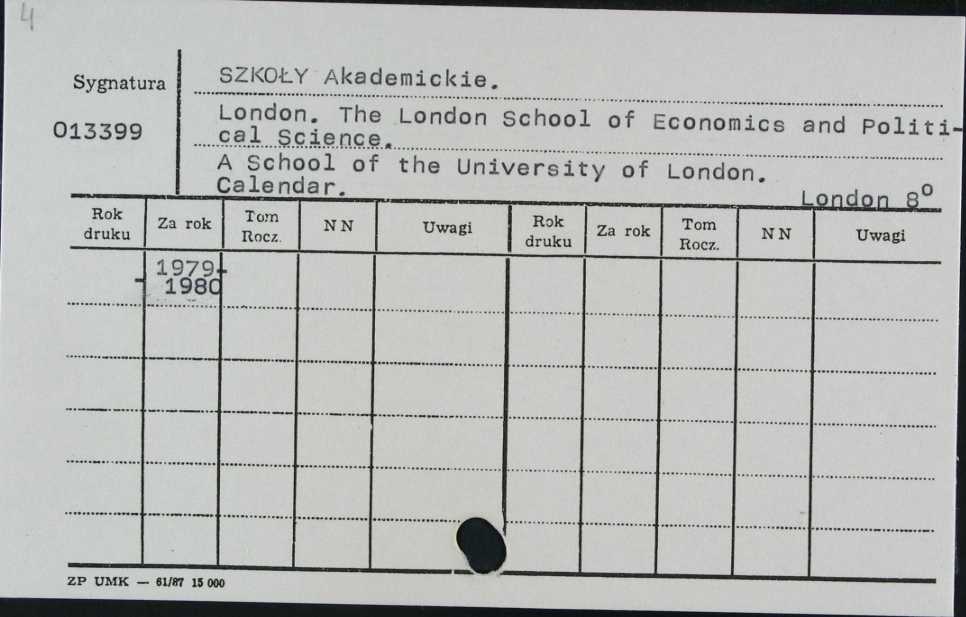 4
Sygnatura
013399
SZKOŁY Akademickie.
London. The London School of Economics and Politi-
cal Science.
A School of the University of London.
Calendar.
London 8º
Rok druku Za rok Tom Rocz. NN Uwagi Rok druku Za rok Tom Rocz. NN Uwagi
1979-
- 1980
ZP UMK — 61/87 15 000